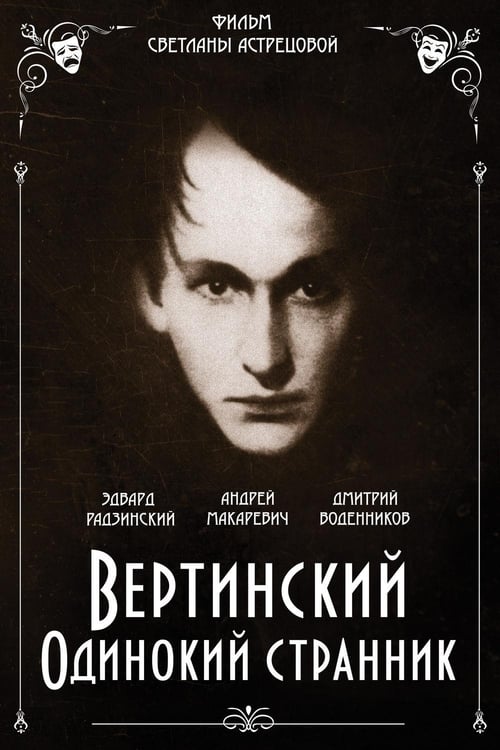 ФИЛЬМ
СВЕТЛАНЫ АСТРЕЦОВОЙ
ЭДВАРД
РАДЗИНСКИЙ
АНДРЕЙ
МАКАРЕВИЧ
ДМИТРИЙ
ВОДЕННИКОВ
ВЕРТИНСКИЙ
ОДИНОКИЙ СТРАННИК